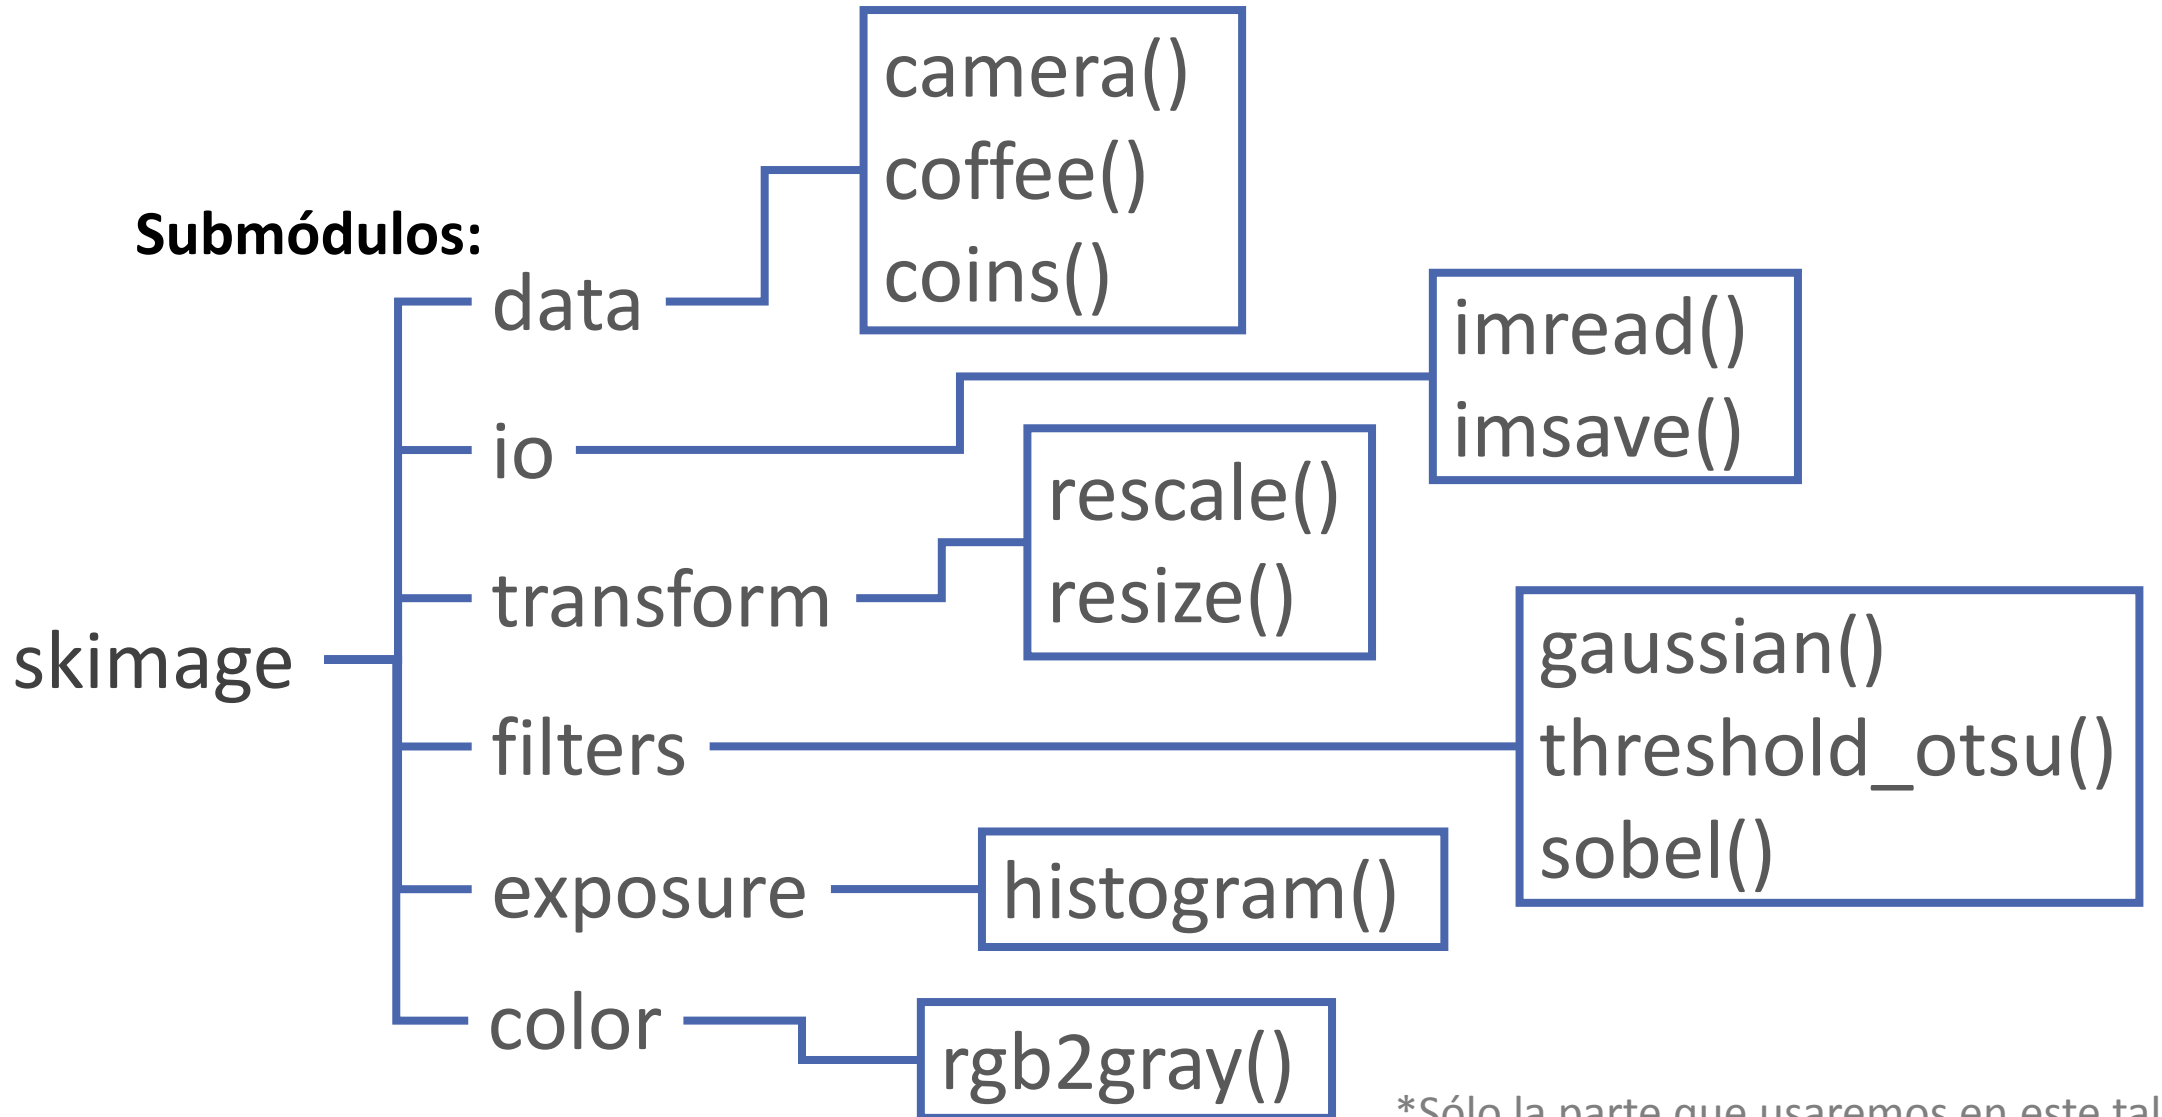 Submódulos:
skimage
data
camera()
coffee()
coins()
io
imread()
imsave()
transform
rescale()
resize()
filters
gaussian()
threshold_otsu()
sobel()
exposure
histogram()
color
rgb2gray()
*Sólo la parte que usaremos en este